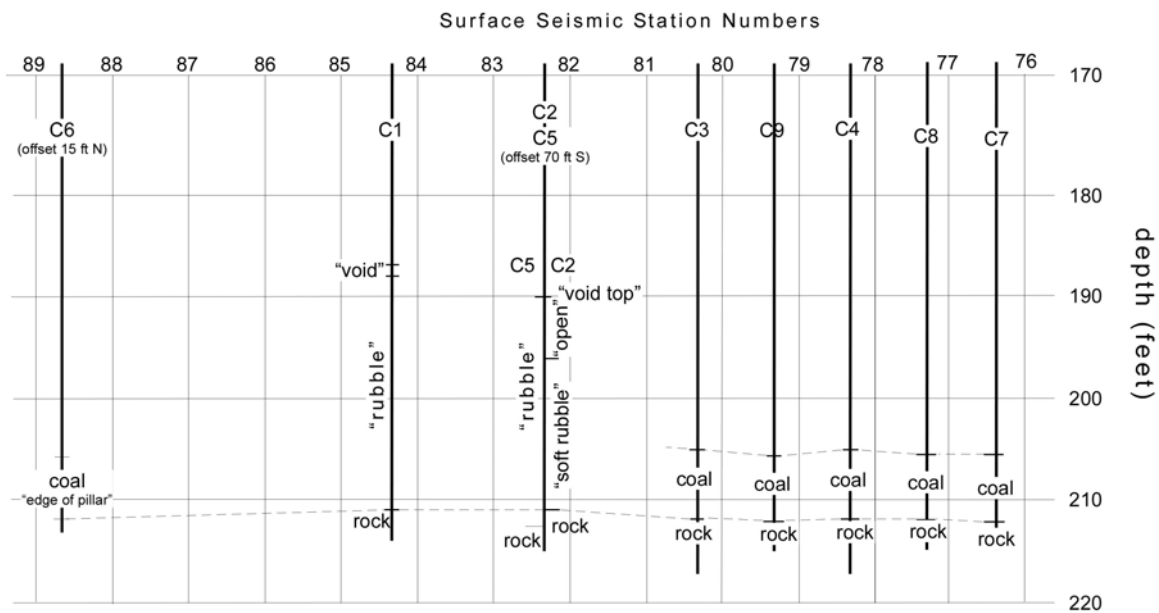 Surface Seismic Station Numbers
89 88 87 86 85 84 83 82 81 80 79 78 77 76
170
C6
(offset 15 ft N)
C1
C2
C5
(offset 70 ft S)
C3
C9
C4
C8
C7
180
"void"
C5 C2
"void top"
190
"open"
"rubble"
"rubble"
"soft rubble"
200
depth (feet)
coal
"edge of pillar"
coal
coal
coal
coal
coal
210
rock
rock
rock
rock
rock
rock
rock
rock
220